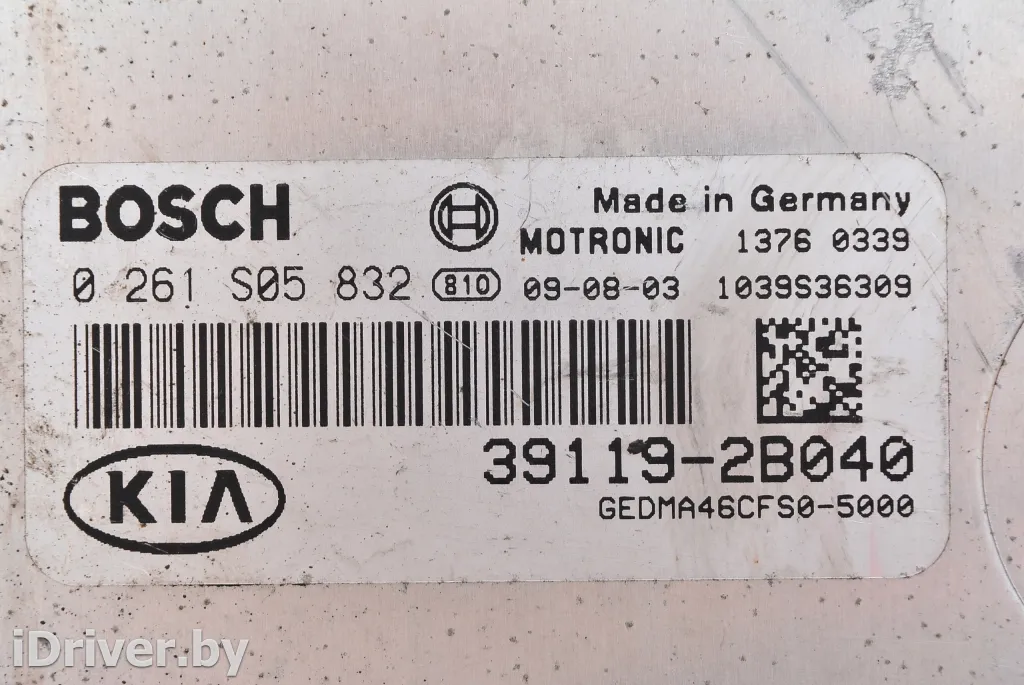 BOSCH
Made in Germany
MOTRONIC 1376 0339
0 261 S05 832 810 09-08-03 1039S36309
39119-2B040
KIA
GEDMA46CFS0-5000
iDriver.by